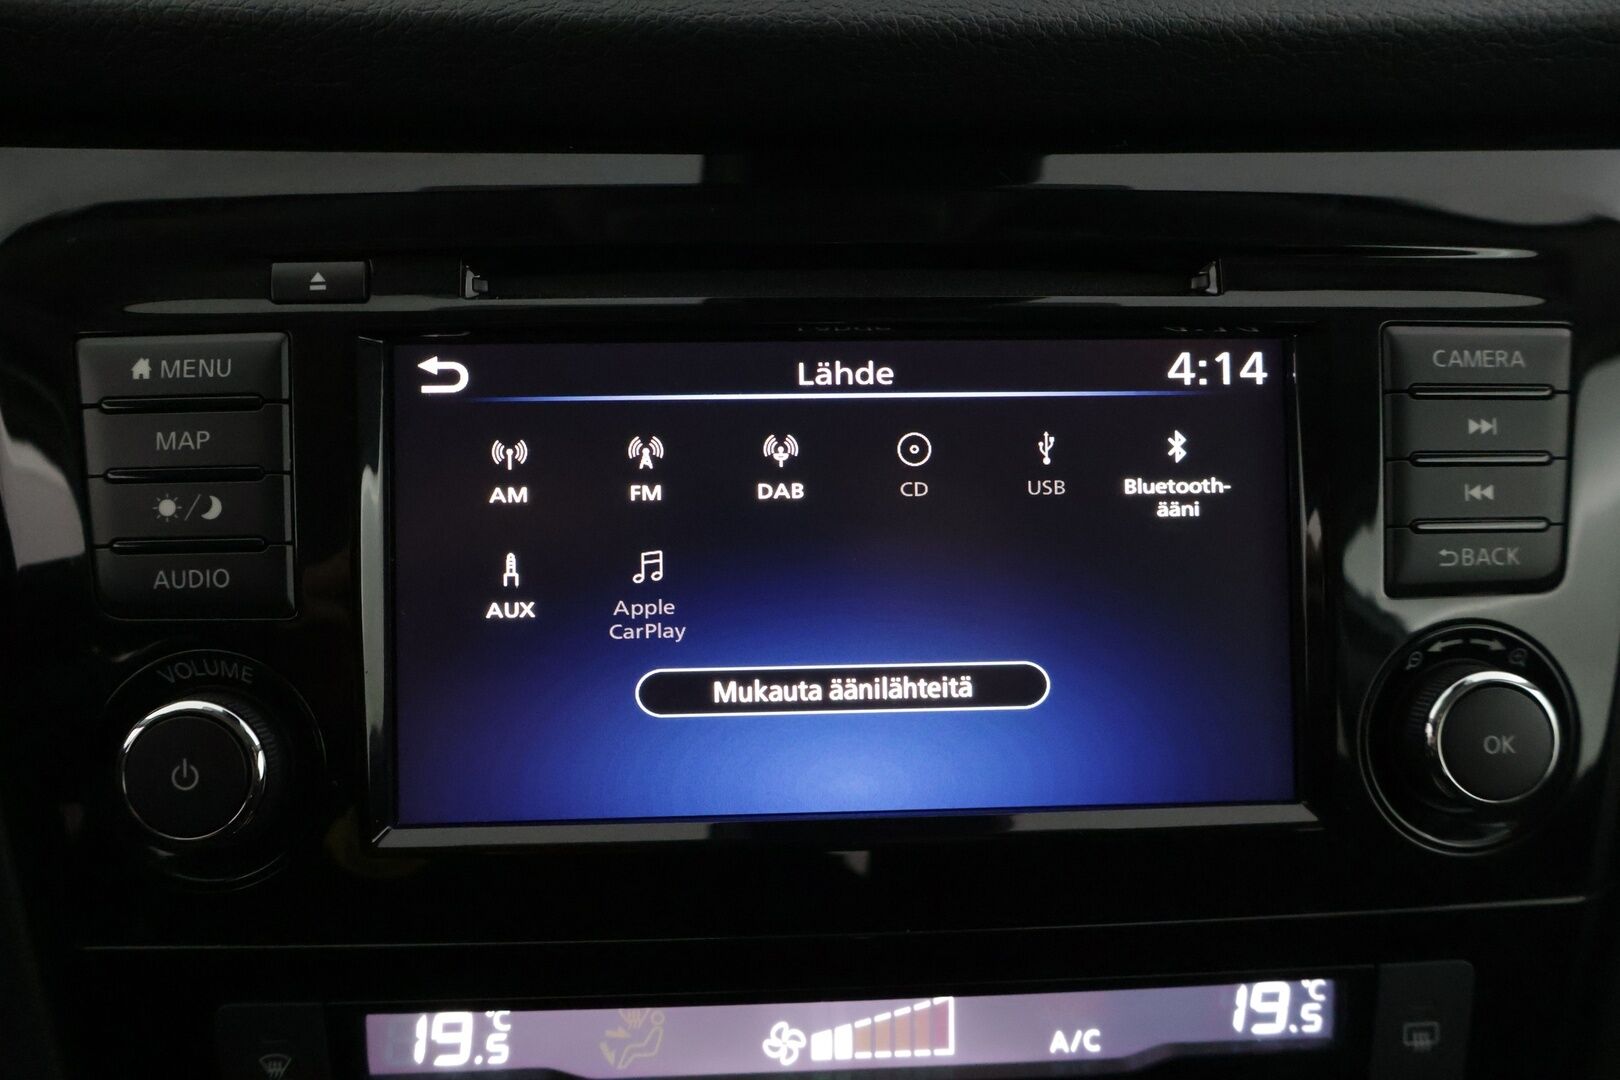 MENU
MAP
AUDIO
VOLUME
Lähde
4:14
AM
FM
DAB
CD
USB
Bluetooth-
ääni
AUX
Apple
CarPlay
Mukauta äänilähteitä
CAMERA
BACK
OK
19.5 °C
A/C
19.5 °C